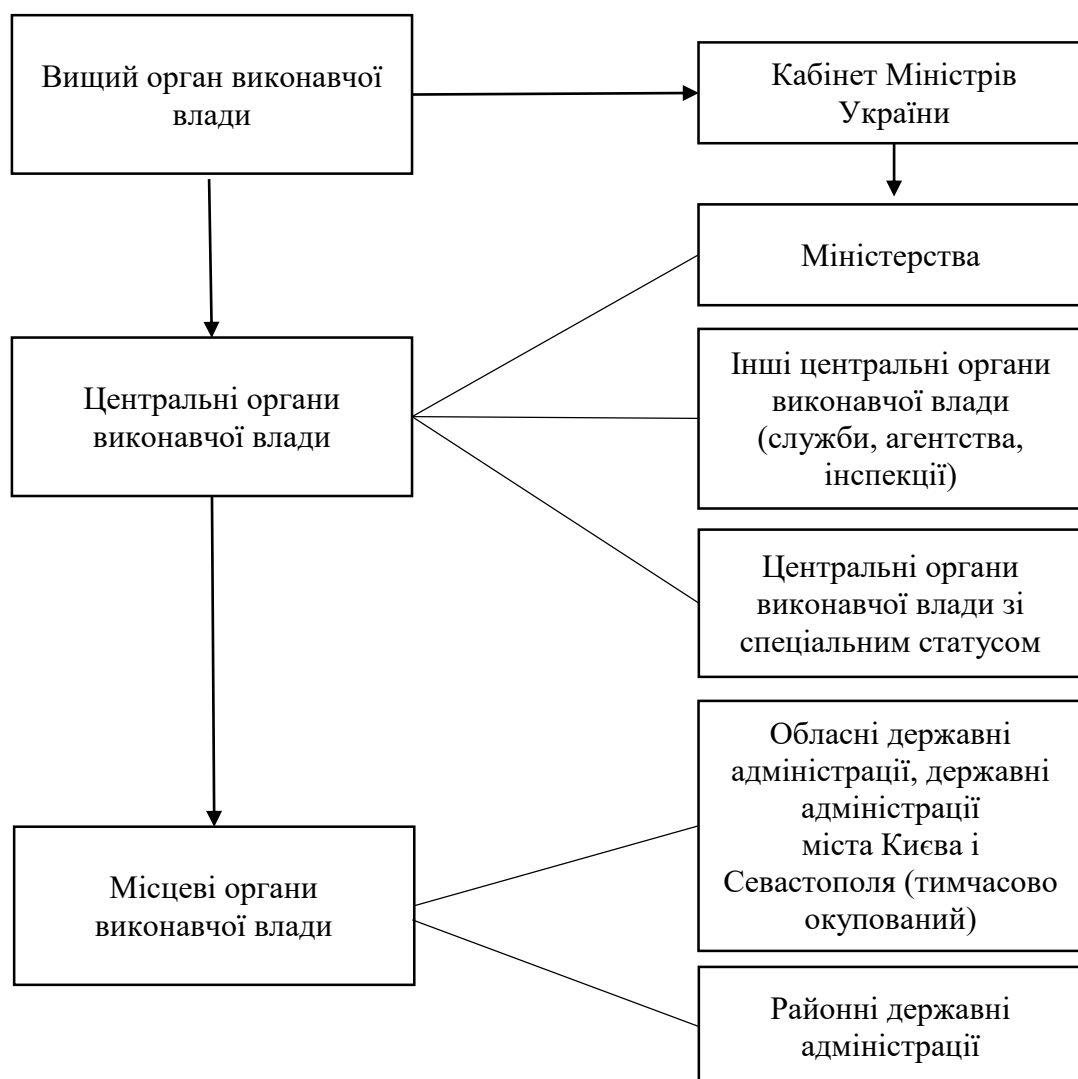 Вищий орган виконавчої
влади
Кабінет Міністрів
України
Міністерства
Центральні органи
виконавчої влади
Інші центральні органи
виконавчої влади
(служби, агентства,
інспекції)
Центральні органи
виконавчої влади зі
спеціальним статусом
Місцеві органи
виконавчої влади
Обласні державні
адміністрації, державні
адміністрації
міста Києва і
Севастополя (тимчасово
окупований)
Районні державні
адміністрації